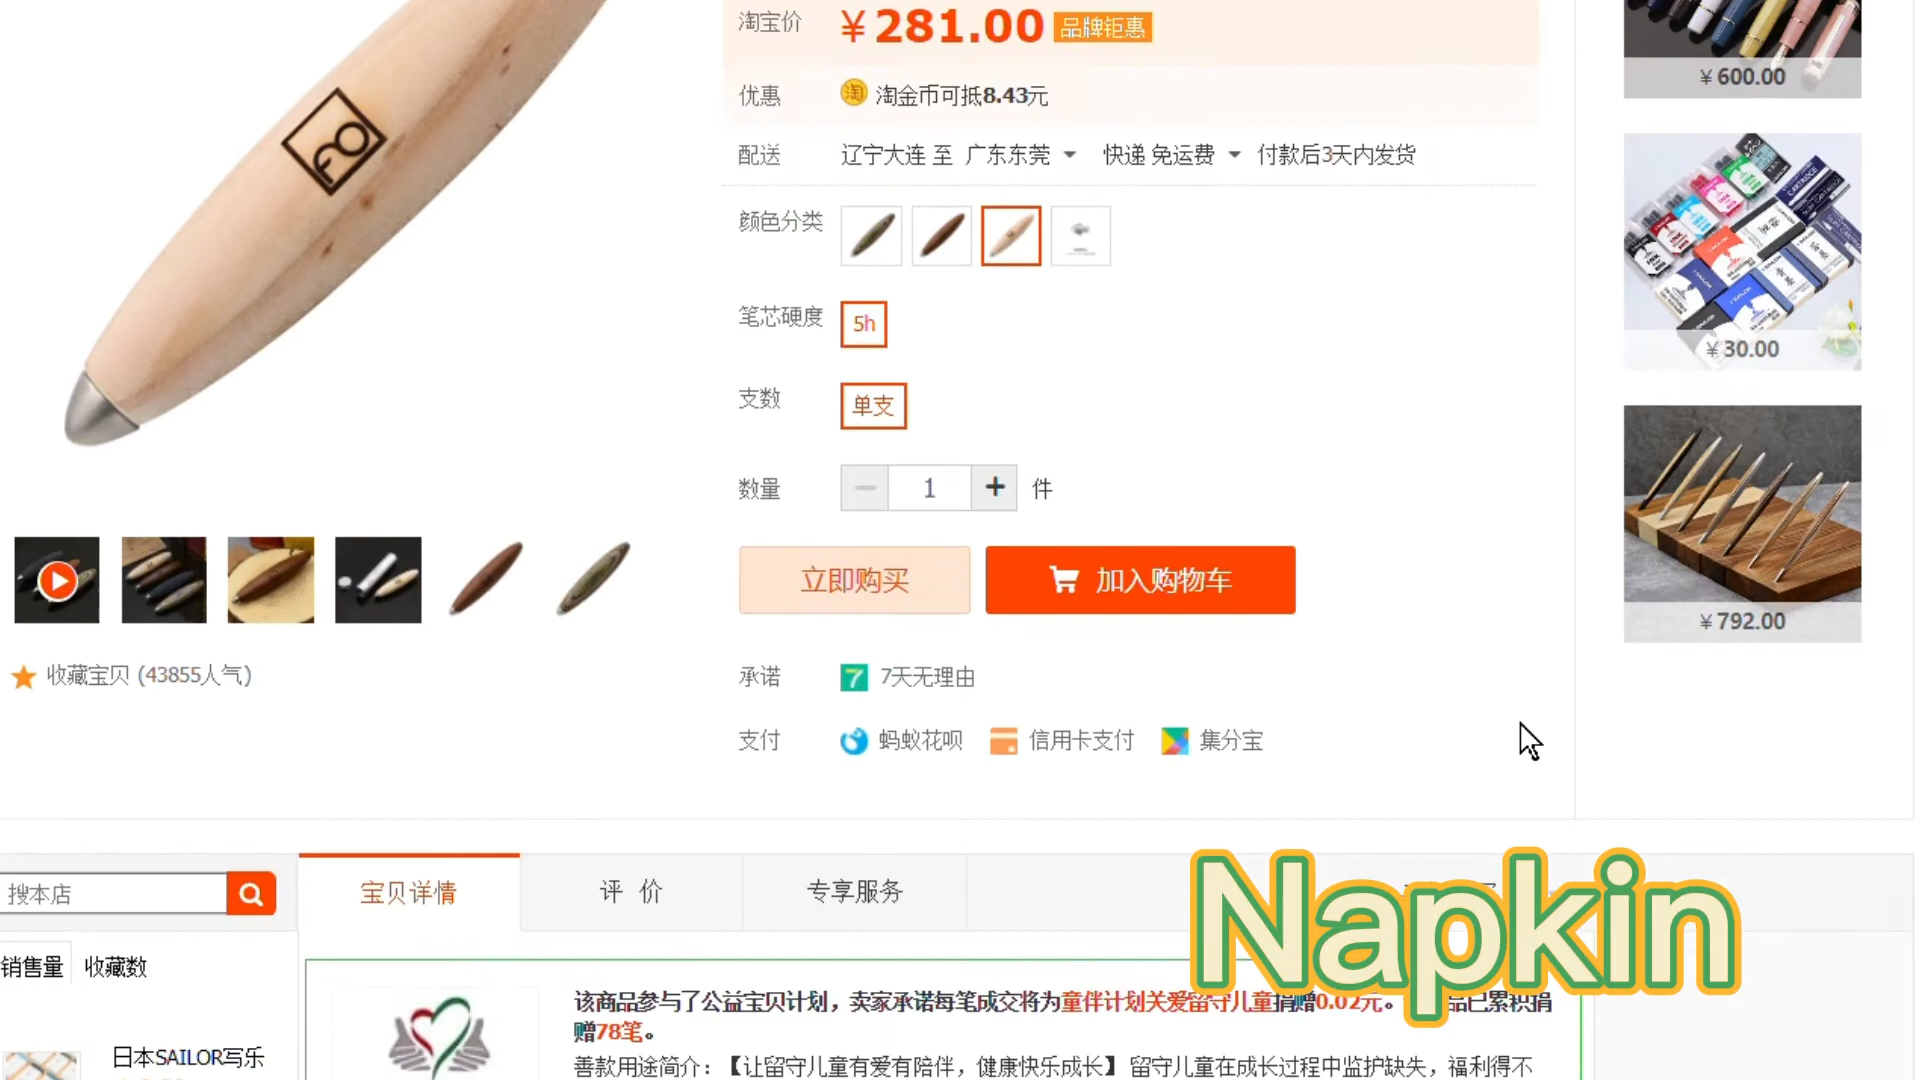 淘宝价 ¥281.00 品牌钜惠
¥600.00
优惠 淘 淘金币可抵8.43元
配送 辽宁大连 至 广东东莞 快递 免运费 付款后3天内发货
颜色分类
笔芯硬度 5h
¥30.00
支数 单支
数量 1 件
立即购买 加入购物车
¥792.00
收藏宝贝 (43855人气)
承诺 7 7天无理由
支付 蚂蚁花呗 信用卡支付 集分宝
搜本店 宝贝详情 评 价 专享服务
Napkin
销售量 收藏数
该商品参与了公益宝贝计划，卖家承诺每笔成交将为童伴计划关爱留守儿童捐赠0.02元。 品已累积捐
赠78笔。
日本SAILOR写乐
善款用途简介：【让留守儿童有爱有陪伴，健康快乐成长】留守儿童在成长过程中监护缺失，福利得不